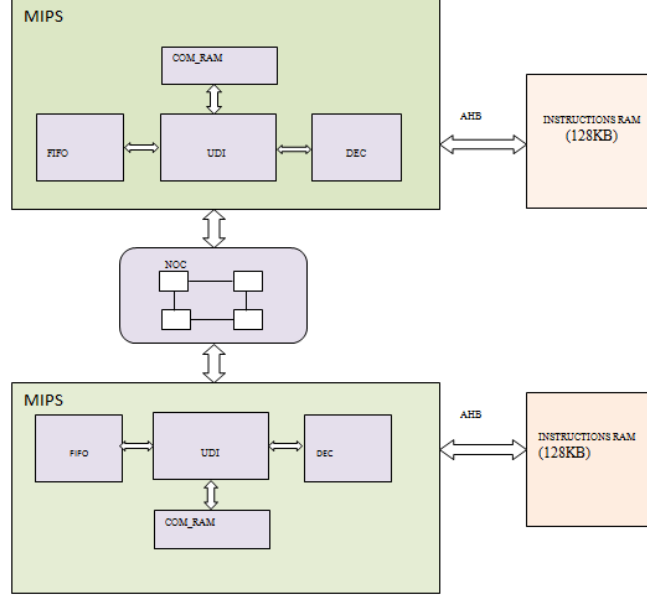 MIPS
COM_RAM
FIFO
UDI
DEC
AHB
INSTRUCTIONS RAM
(128KB)
NOC
MIPS
FIFO
UDI
DEC
COM_RAM
AHB
INSTRUCTIONS RAM
(128KB)